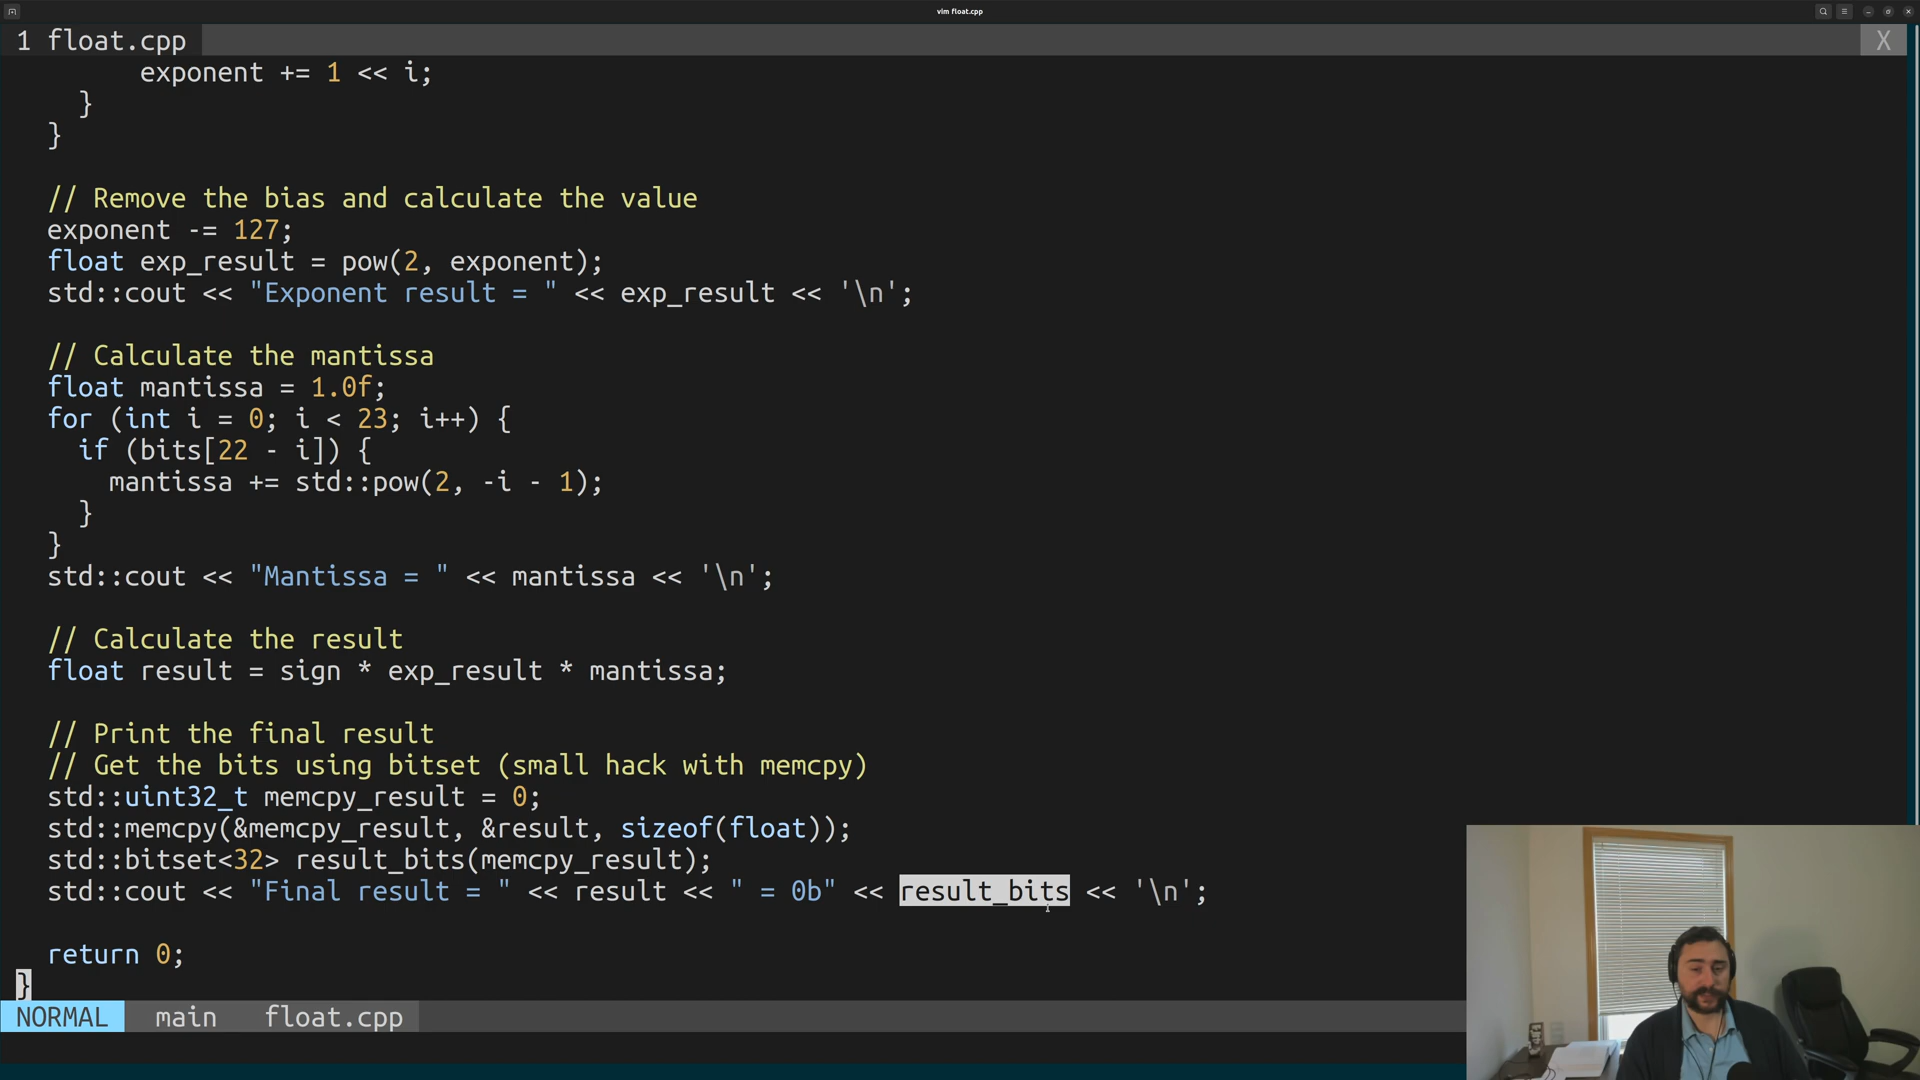 vim float.cpp
1 float.cpp X
exponent += 1 << i;
}
}
// Remove the bias and calculate the value
exponent -= 127;
float exp_result = pow(2, exponent);
std::cout << "Exponent result = " << exp_result << '\n';
// Calculate the mantissa
float mantissa = 1.0f;
for (int i = 0; i < 23; i++) {
if (bits[22 - i]) {
mantissa += std::pow(2, -i - 1);
}
}
std::cout << "Mantissa = " << mantissa << '\n';
// Calculate the result
float result = sign * exp_result * mantissa;
// Print the final result
// Get the bits using bitset (small hack with memcpy)
std::uint32_t memcpy_result = 0;
std::memcpy(&memcpy_result, &result, sizeof(float));
std::bitset<32> result_bits(memcpy_result);
std::cout << "Final result = " << result << " = 0b" << result_bits << '\n';
return 0;
}
NORMAL main float.cpp